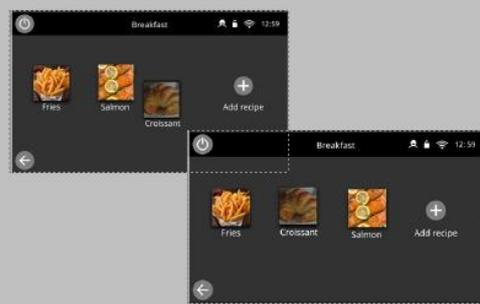 Breakfast 12:59
Fries Salmon Add recipe
Croissant
Breakfast 12:59
Fries Croissant Salmon Add recipe